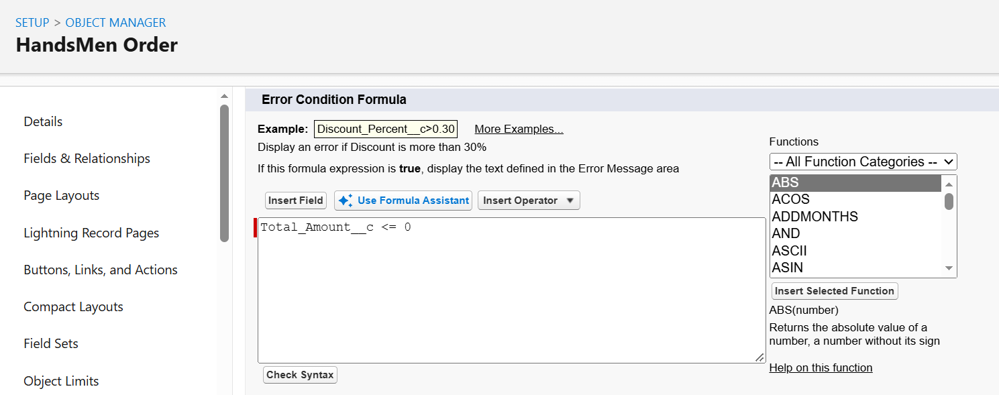 SETUP > OBJECT MANAGER
HandsMen Order
Details
Fields & Relationships
Page Layouts
Lightning Record Pages
Buttons, Links, and Actions
Compact Layouts
Field Sets
Object Limits
Error Condition Formula
Example: Discount_Percent__c>0.30 More Examples...
Display an error if Discount is more than 30%
If this formula expression is true, display the text defined in the Error Message area
Insert Field Use Formula Assistant Insert Operator
Total_Amount__c <= 0
Check Syntax
Functions
-- All Function Categories --
ABS
ACOS
ADDMONTHS
AND
ASCII
ASIN
Insert Selected Function
ABS(number)
Returns the absolute value of a
number, a number without its sign
Help on this function